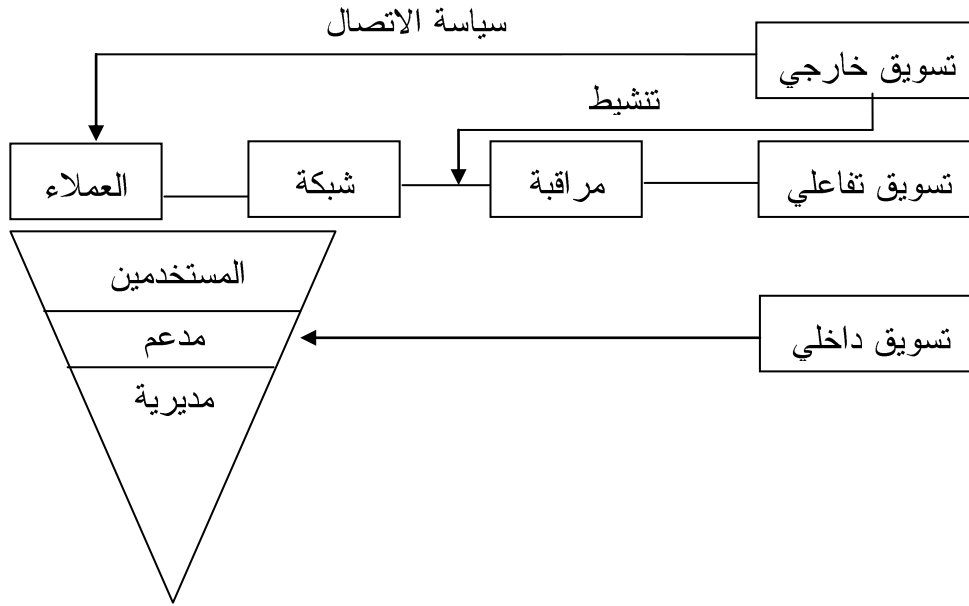 سياسة الاتصال
تسويق خارجي
تنشيط
تسويق تفاعلي
مراقبة
شبكة
العملاء
المستخدمين
تسويق داخلي
مدعم
مديرية